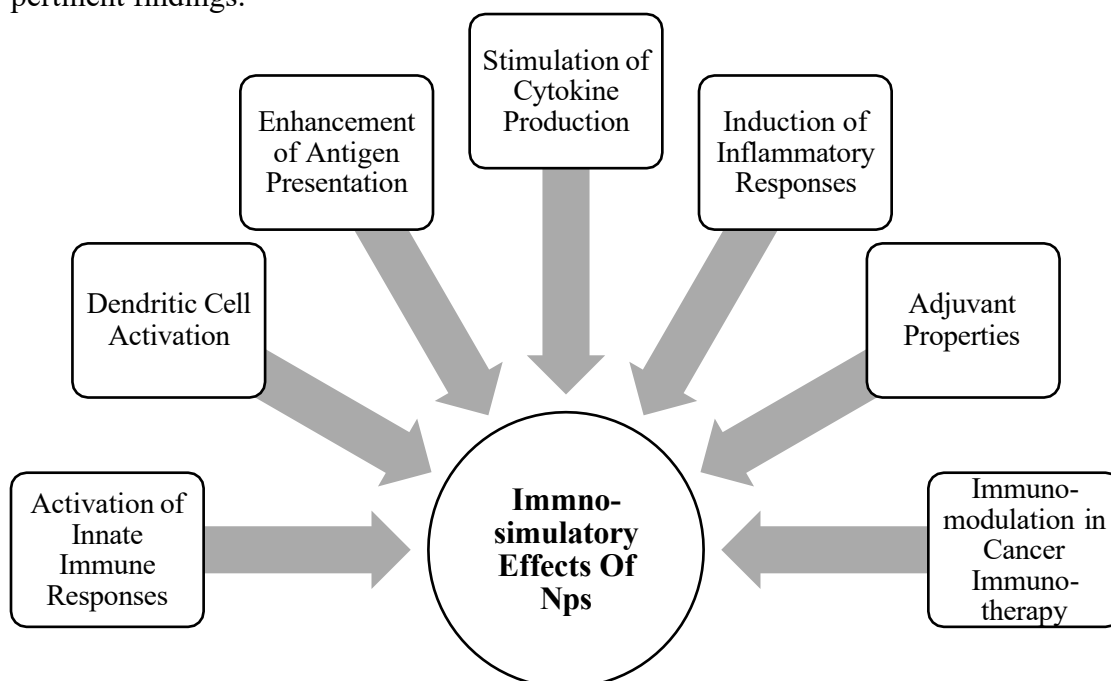 pertinent findings.
Stimulation of
Cytokine
Production
Enhancement
of Antigen
Presentation
Induction of
Inflammatory
Responses
Dendritic Cell
Activation
Adjuvant
Properties
Activation of
Innate
Immune
Responses
Immno-
simulatory
Effects Of
Nps
Immuno-
modulation in
Cancer
Immuno-
therapy